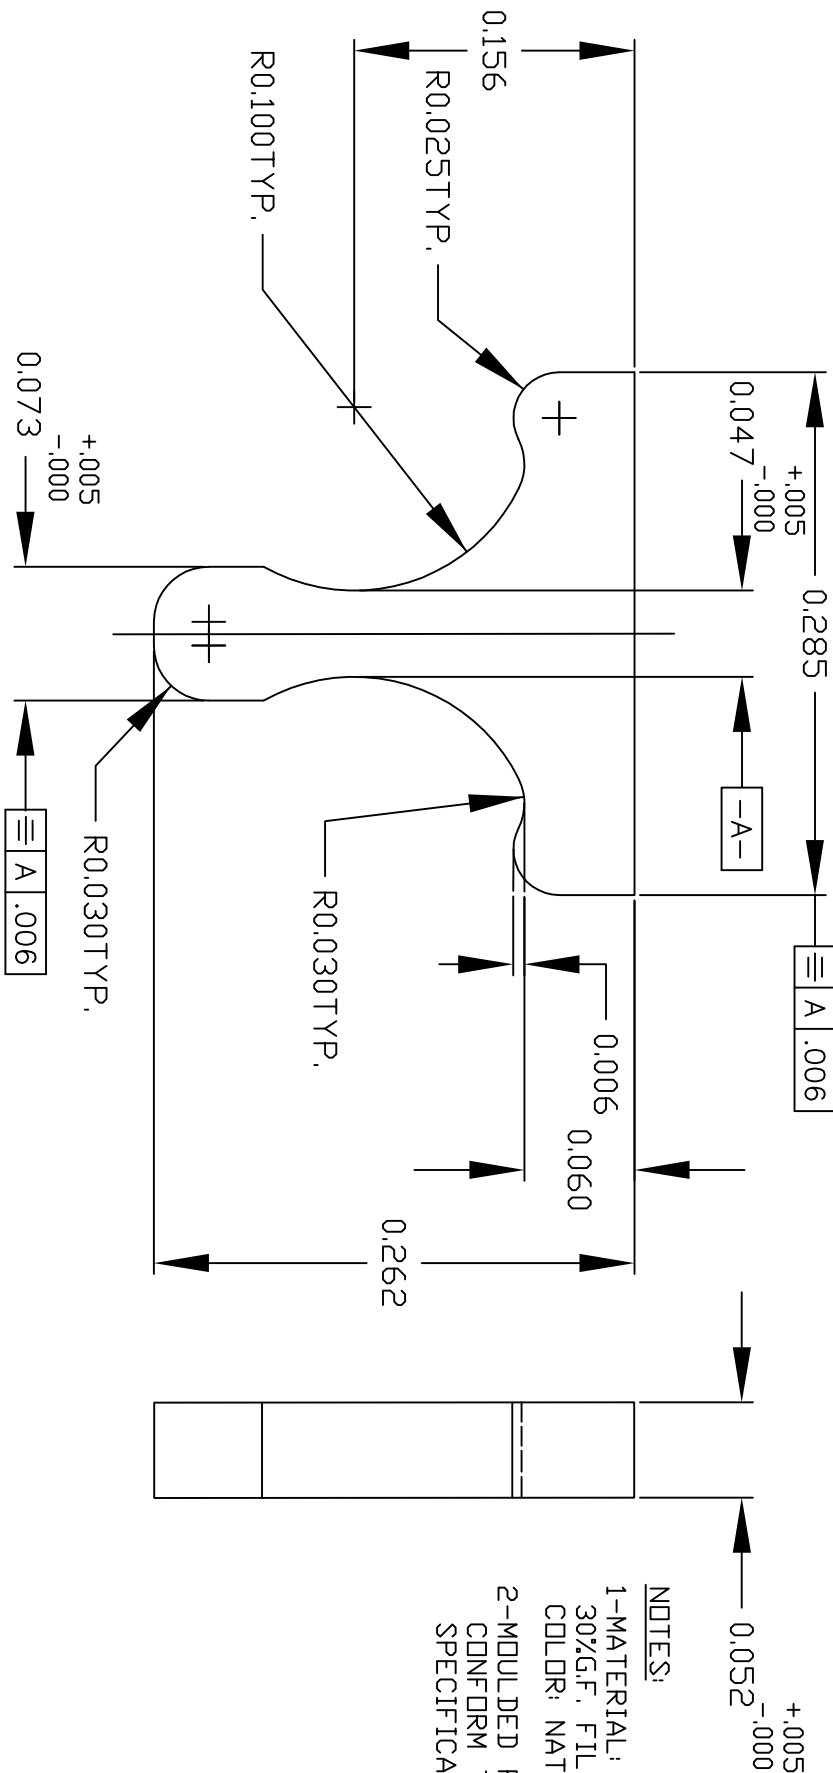 0.285
≡ A .006
+.005
0.047 -.000
-A-
0.156
R0.025TYP.
R0.100TYP.
0.006
0.060
R0.030TYP.
0.262
R0.030TYP.
+.005
0.073 -.000
≡ A .006
+.005
0.052 -.000
NOTES:
1-MATERIAL:
30%G.F. FIL
COLOR: NAT
2-MOULDED
CONFORM
SPECIFICA